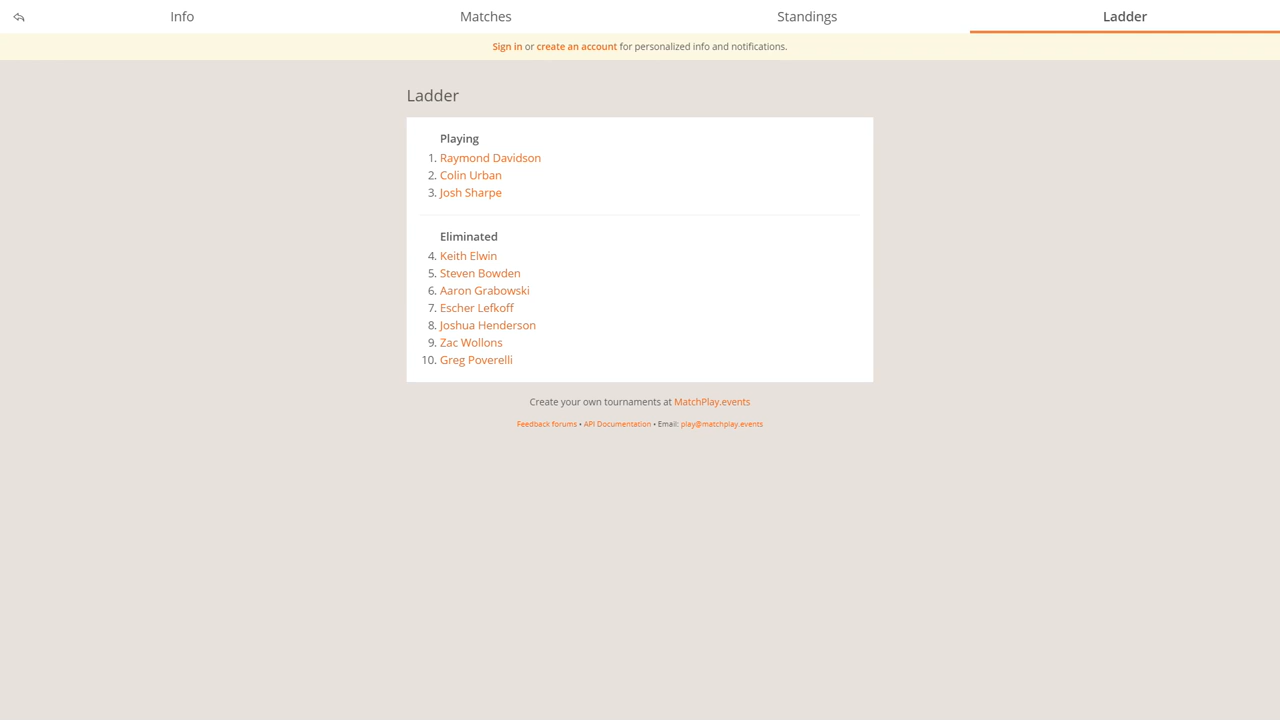 Info
Matches
Standings
Ladder
Sign in or create an account for personalized info and notifications.
Ladder
Playing
1. Raymond Davidson
2. Colin Urban
3. Josh Sharpe
Eliminated
4. Keith Elwin
5. Steven Bowden
6. Aaron Grabowski
7. Escher Lefkoff
8. Joshua Henderson
9. Zac Wollons
10. Greg Poverelli
Create your own tournaments at MatchPlay.events
Feedback forums • API Documentation • Email: play@matchplay.events